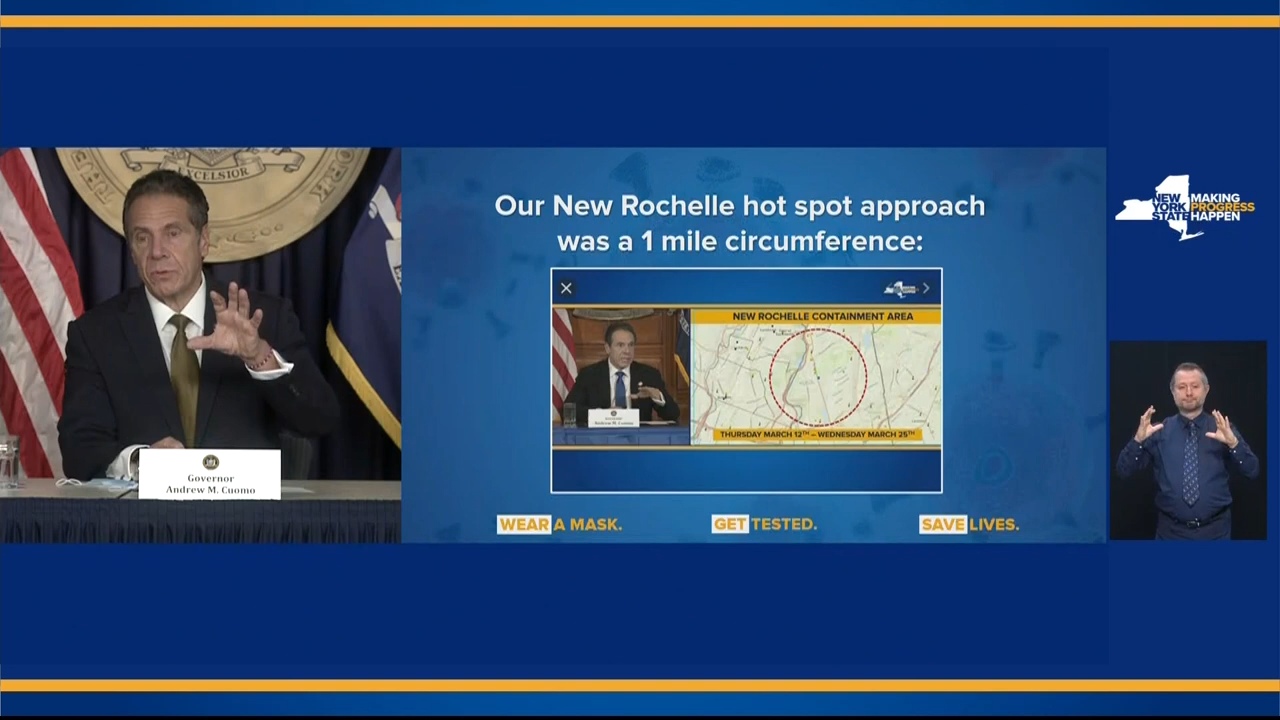 EXCELSIOR
Governor
Andrew M. Cuomo
Our New Rochelle hot spot approach
was a 1 mile circumference:
NEW ROCHELLE CONTAINMENT AREA
THURSDAY MARCH 12TH – WEDNESDAY MARCH 25TH
WEAR A MASK.
GET TESTED.
SAVE LIVES.
NEW
YORK
STATE
MAKING
PROGRESS
HAPPEN